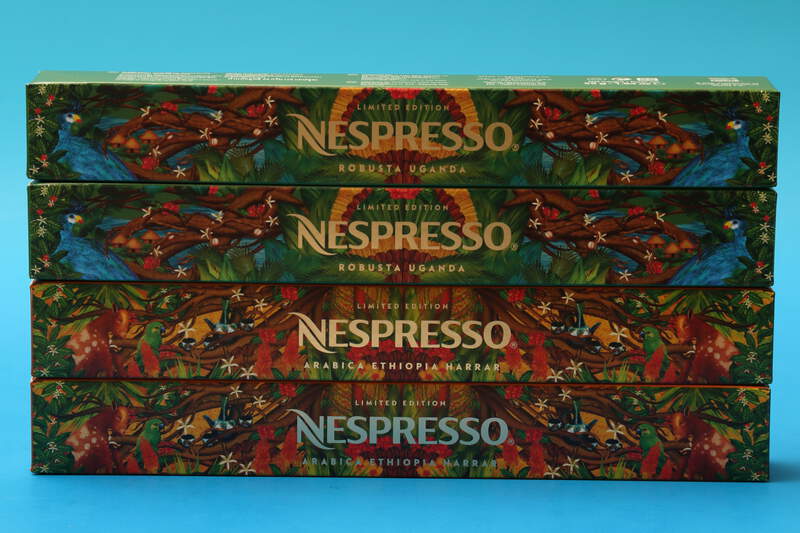 LIMITED EDITION
NESPRESSO®
ROBUSTA UGANDA
LIMITED EDITION
NESPRESSO®
ROBUSTA UGANDA
LIMITED EDITION
NESPRESSO®
ARABICA ETHIOPIA HARRAR
LIMITED EDITION
NESPRESSO®
ARABICA ETHIOPIA HARRAR